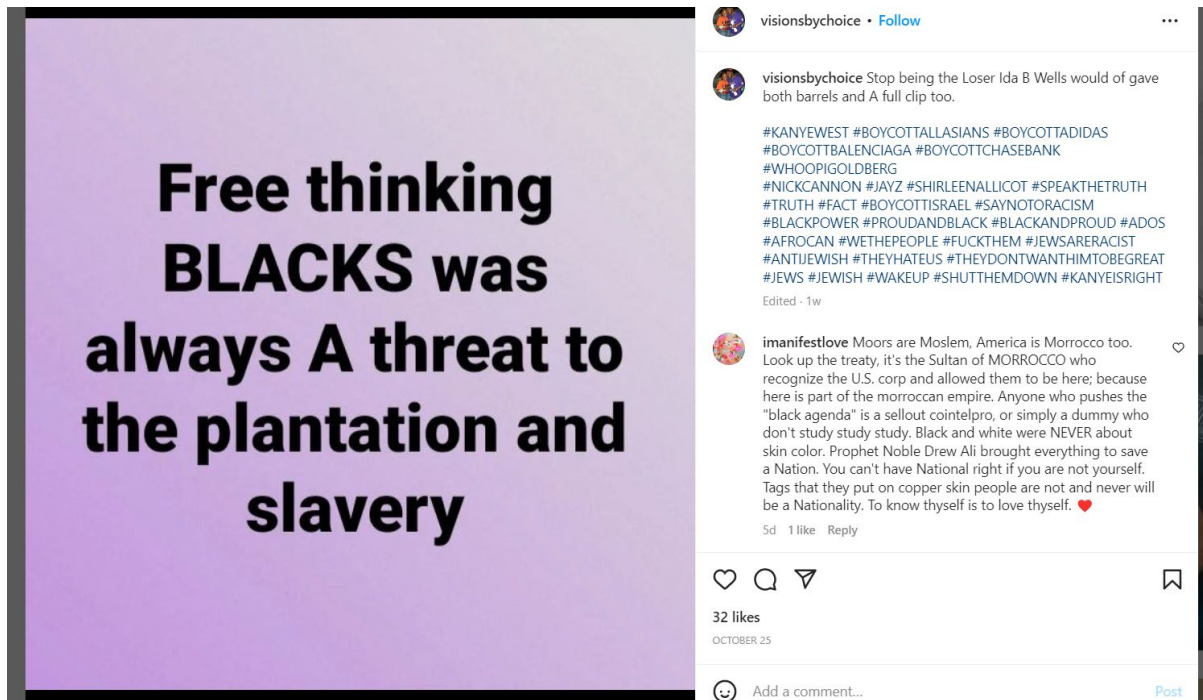 Free thinking
BLACKS was
always A threat to
the plantation and
slavery
visionsbychoice • Follow
visionsbychoice Stop being the Loser Ida B Wells would of gave
both barrels and A full clip too.
#KANYEWEST #BOYCOTTALLASIANS #BOYCOTTADIDAS
#BOYCOTTBALENCIAGA #BOYCOTTCHASEBANK
#WHOOPIGOLDBERG
#NICKCANNON #JAYZ #SHIRLEENALLICOT #SPEAKTHETRUTH
#TRUTH #FACT #BOYCOTTISRAEL #SAYNOTORACISM
#BLACKPOWER #PROUDANDBLACK #BLACKANDPROUD #ADOS
#AFROCAN #WETHEPEOPLE #FUCKTHEM #JEWSARERACIST
#ANTIJEWISH #THEYHATEUS #THEYDONTWANTHIMTOBEGREAT
#JEWS #JEWISH #WAKEUP #SHUTTHEMDOWN #KANYEISRIGHT
Edited · 1w
imanifestlove Moors are Moslem, America is Morrocco too.
Look up the treaty, it's the Sultan of MORROCCO who
recognize the U.S. corp and allowed them to be here; because
here is part of the morroccan empire. Anyone who pushes the
"black agenda" is a sellout cointelpro, or simply a dummy who
don't study study study. Black and white were NEVER about
skin color. Prophet Noble Drew Ali brought everything to save
a Nation. You can't have National right if you are not yourself.
Tags that they put on copper skin people are not and never will
be a Nationality. To know thyself is to love thyself. ♥
5d 1 like Reply
32 likes
OCTOBER 25
Add a comment... Post